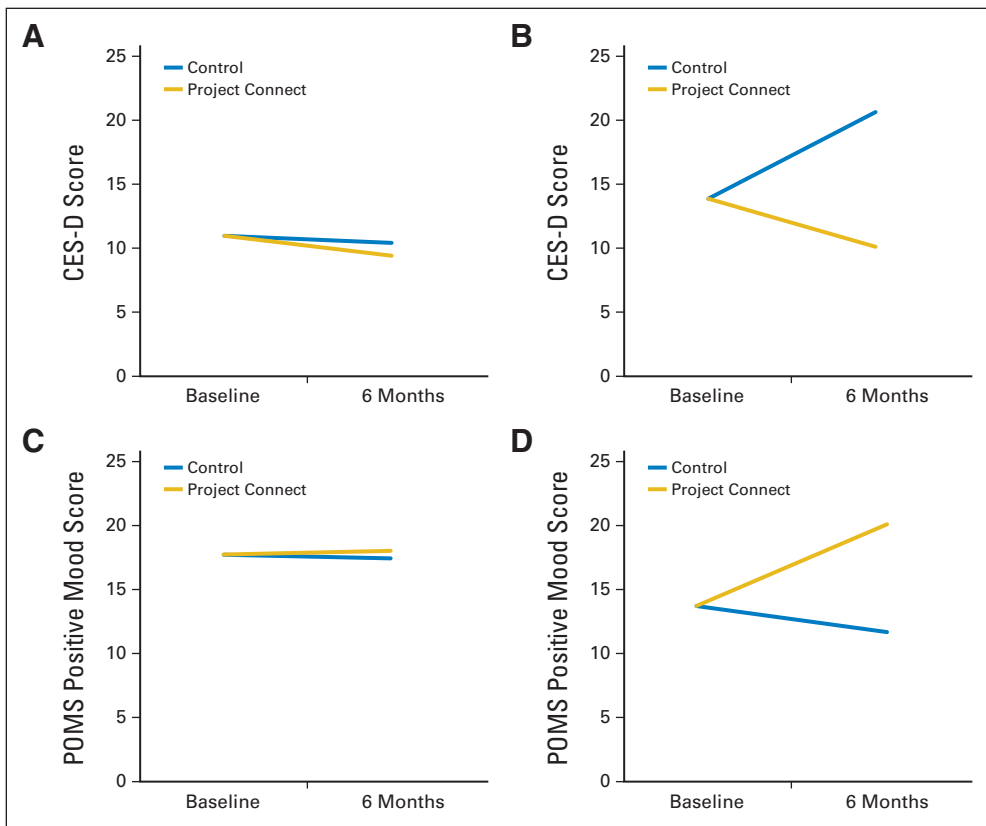 A
25
20
15
10
5
0
CES-D Score
Control
Project Connect
Baseline
6 Months
B
25
20
15
10
5
0
CES-D Score
Control
Project Connect
Baseline
6 Months
C
25
20
15
10
5
0
POMS Positive Mood Score
Control
Project Connect
Baseline
6 Months
D
25
20
15
10
5
0
POMS Positive Mood Score
Control
Project Connect
Baseline
6 Months